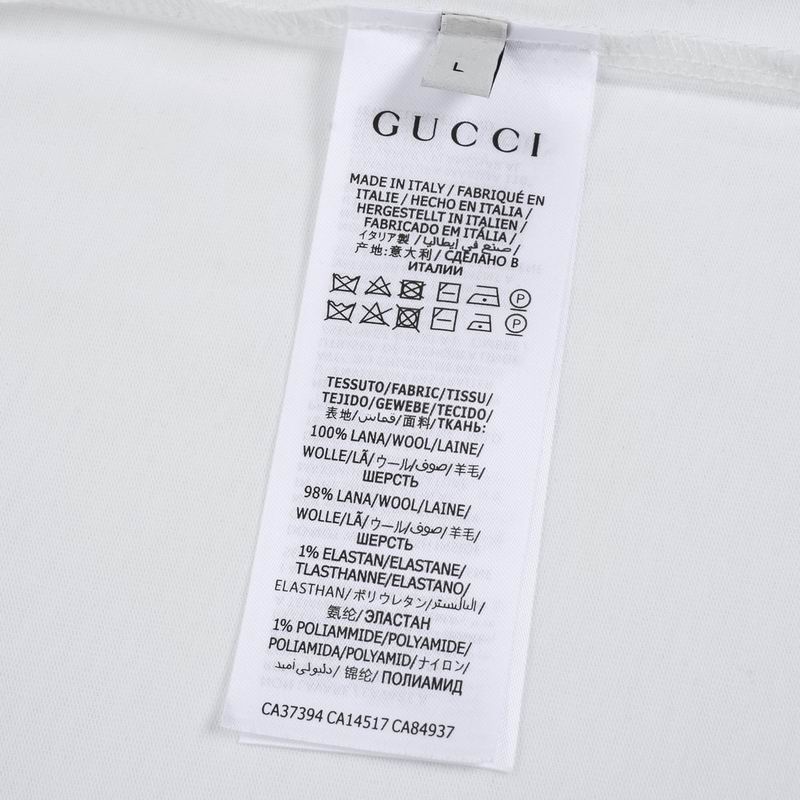 L
GUCCI
MADE IN ITALY / FABRIQUÉ EN
ITALIE / HECHO EN ITALIA /
HERGESTELLT IN ITALIEN /
FABRICADO EM ITÁLIA /
イタリア製 / صنع في إيطاليا /
产地:意大利 / СДЕЛАНО В
ИТАЛИИ
P
P
TESSUTO/FABRIC/TISSU/
TEJIDO/GEWEBE/TECIDO/
表地/قماش/面料/ТКАНЬ:
100% LANA/WOOL/LAINE/
WOLLE/LÃ/ウール/صوف/羊毛/
ШЕРСТЬ
98% LANA/WOOL/LAINE/
WOLLE/LÃ/ウール/صوف/羊毛/
ШЕРСТЬ
1% ELASTAN/ELASTANE/
TLASTHANNE/ELASTANO/
ELASTHAN/ポリウレタン/
氨纶/ЭЛАСТАН
1% POLIAMMIDE/POLYAMIDE/
POLIAMIDA/POLYAMID/ナイロン/
锦纶/ ПОЛИАМИД
CA37394 CA14517 CA84937